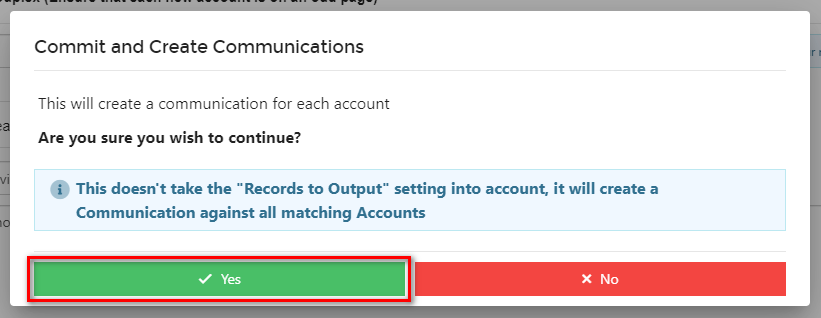 Duplex (Ensure that each new account is on an odd page)
Commit and Create Communications
This will create a communication for each account
Are you sure you wish to continue?
This doesn't take the "Records to Output" setting into account, it will create a
Communication against all matching Accounts
Yes
No